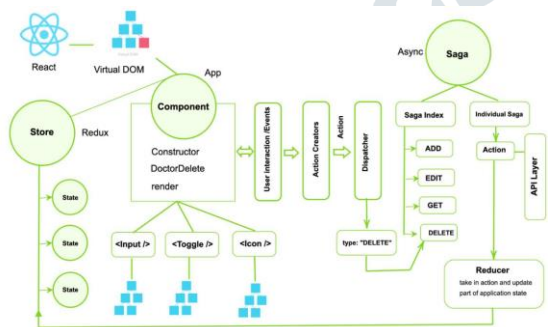 React
Virtual DOM
App
Async
Saga
Store
Redux
Component
Constructor
DoctorDelete
render
User interaction /Events
Action Creators
Action
Dispatcher
Saga Index
Individual Saga
ADD
EDIT
GET
DELETE
Action
API Layer
State
State
State
<Input />
<Toggle />
<Icon />
type: "DELETE"
Reducer
take in action and update
part of application state